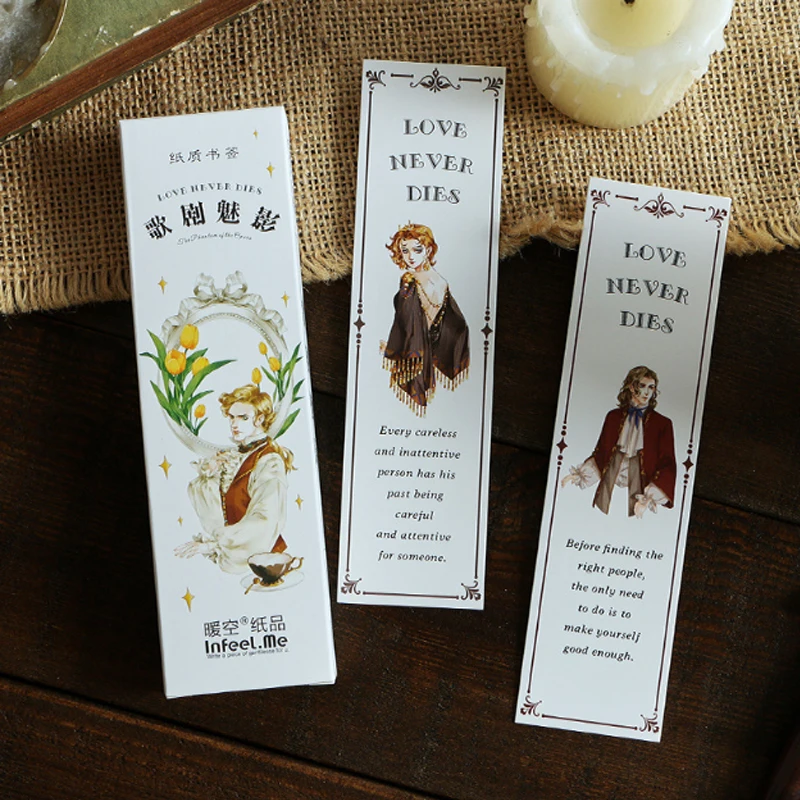 纸质书签
LOVE NEVER DIES
歌剧魅影
The Phantom of the Opera
暖空®纸品
Infeel.Me
LOVE
NEVER
DIES
Every careless
and inattentive
person has his
past being
careful
and attentive
for someone.
LOVE
NEVER
DIES
Before finding the
right people,
the only need
to do is to
make yourself
good enough.